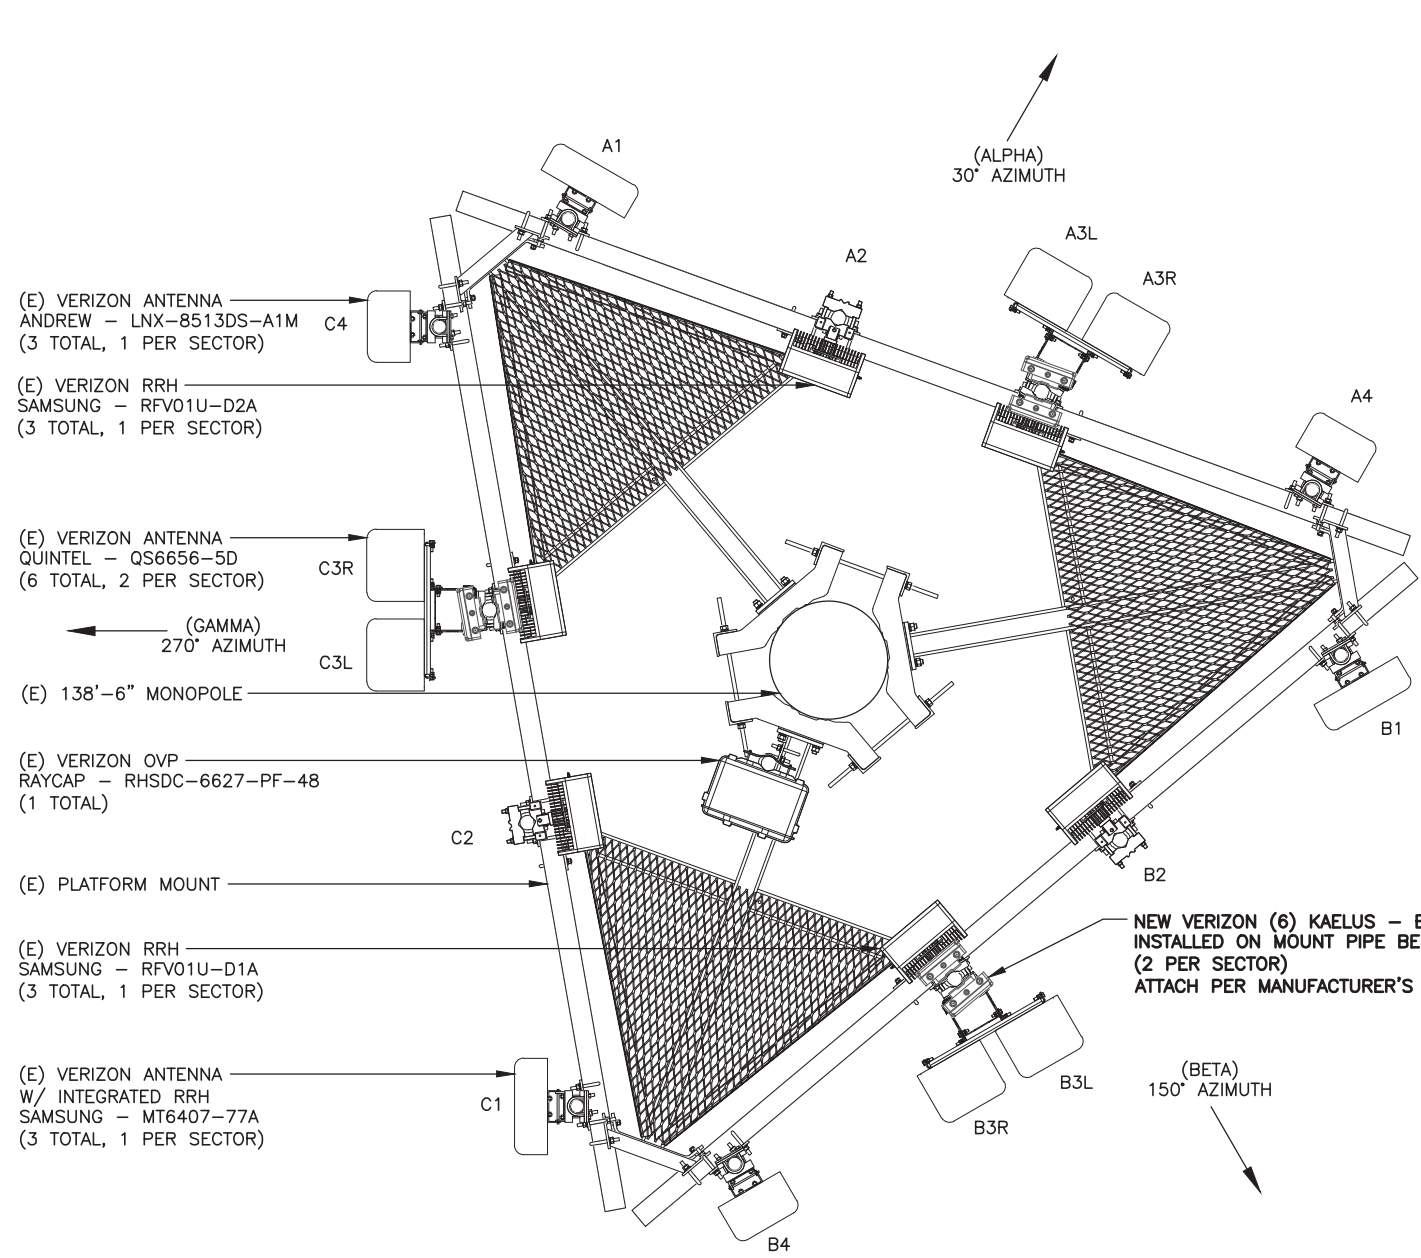 A1
(ALPHA)
30° AZIMUTH
A2
A3L
A3R
A4
(E) VERIZON ANTENNA
ANDREW – LNX–8513DS–A1M
(3 TOTAL, 1 PER SECTOR)
C4
(E) VERIZON RRH
SAMSUNG – RFV01U–D2A
(3 TOTAL, 1 PER SECTOR)
(E) VERIZON ANTENNA
QUINTEL – QS6656–5D
(6 TOTAL, 2 PER SECTOR)
C3R
(GAMMA)
270° AZIMUTH
C3L
(E) 138'–6" MONOPOLE
B1
(E) VERIZON OVP
RAYCAP – RHSDC–6627–PF–48
(1 TOTAL)
C2
B2
(E) PLATFORM MOUNT
NEW VERIZON (6) KAELUS –
INSTALLED ON MOUNT PIPE
(2 PER SECTOR)
ATTACH PER MANUFACTURER'S
(E) VERIZON RRH
SAMSUNG – RFV01U–D1A
(3 TOTAL, 1 PER SECTOR)
(E) VERIZON ANTENNA
W/ INTEGRATED RRH
SAMSUNG – MT6407–77A
(3 TOTAL, 1 PER SECTOR)
C1
B3L
B3R
(BETA)
150° AZIMUTH
B4